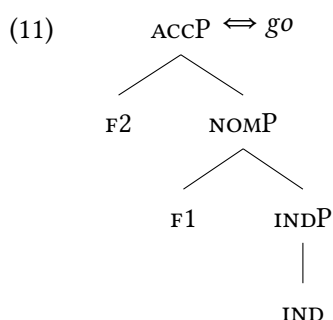 (11) ACCP ⇔ go
F2 NOMP
F1 INDP
IND